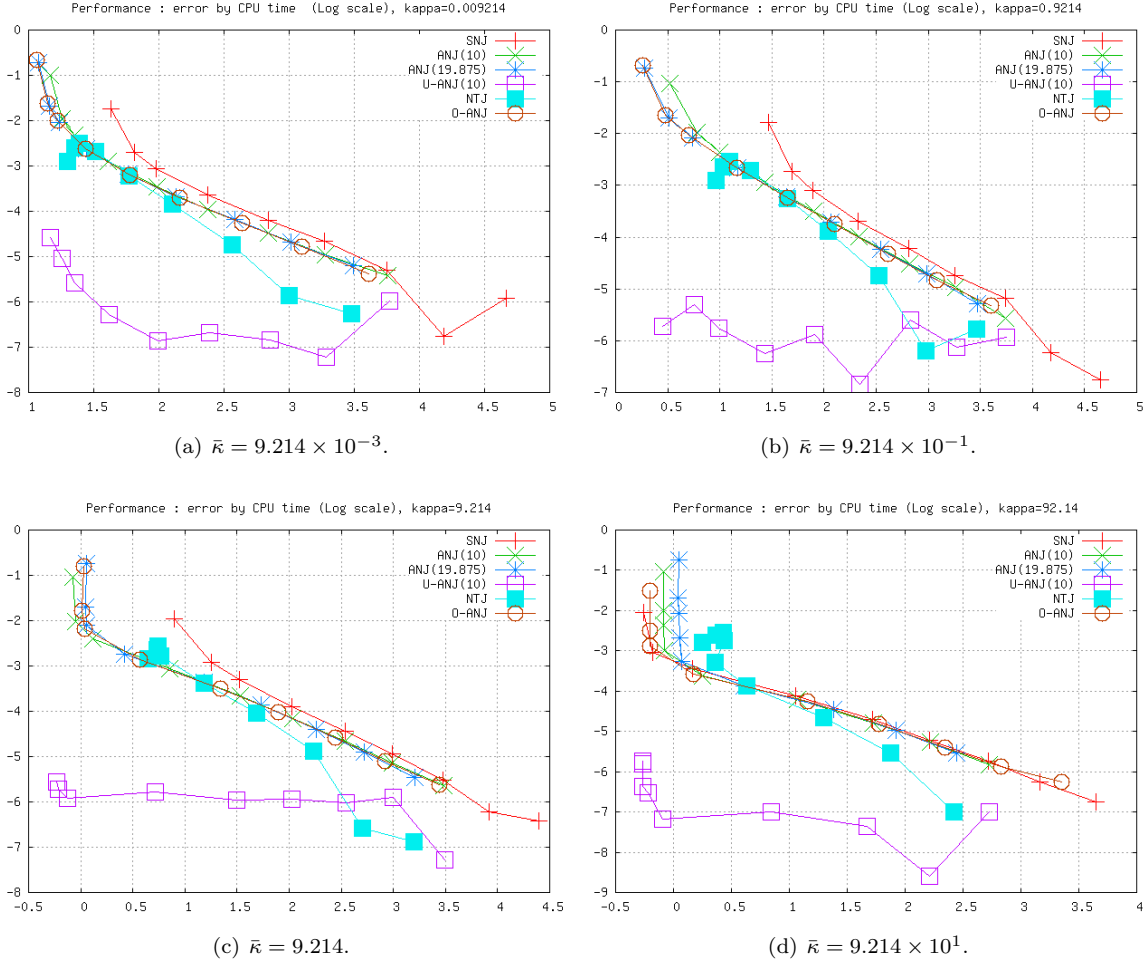 Performance : error by CPU time (Log scale), kappa=0.009214
0
-1
-2
-3
-4
-5
-6
-7
-8
1
1.5
2
2.5
3
3.5
4
4.5
5
SNJ
ANJ(10)
ANJ(19.875)
U-ANJ(10)
NTJ
O-ANJ
(a) κ̄ = 9.214 × 10⁻³.
Performance : error by CPU time (Log scale), kappa=0.9214
0
-1
-2
-3
-4
-5
-6
-7
0
0.5
1
1.5
2
2.5
3
3.5
4
4.5
5
SNJ
ANJ(10)
ANJ(19.875)
U-ANJ(10)
NTJ
O-ANJ
(b) κ̄ = 9.214 × 10⁻¹.
Performance : error by CPU time (Log scale), kappa=9.214
0
-1
-2
-3
-4
-5
-6
-7
-8
-0.5
0
0.5
1
1.5
2
2.5
3
3.5
4
4.5
SNJ
ANJ(10)
ANJ(19.875)
U-ANJ(10)
NTJ
O-ANJ
(c) κ̄ = 9.214.
Performance : error by CPU time (Log scale), kappa=92.14
0
-1
-2
-3
-4
-5
-6
-7
-8
-9
-0.5
0
0.5
1
1.5
2
2.5
3
3.5
4
SNJ
ANJ(10)
ANJ(19.875)
U-ANJ(10)
NTJ
O-ANJ
(d) κ̄ = 9.214 × 10¹.